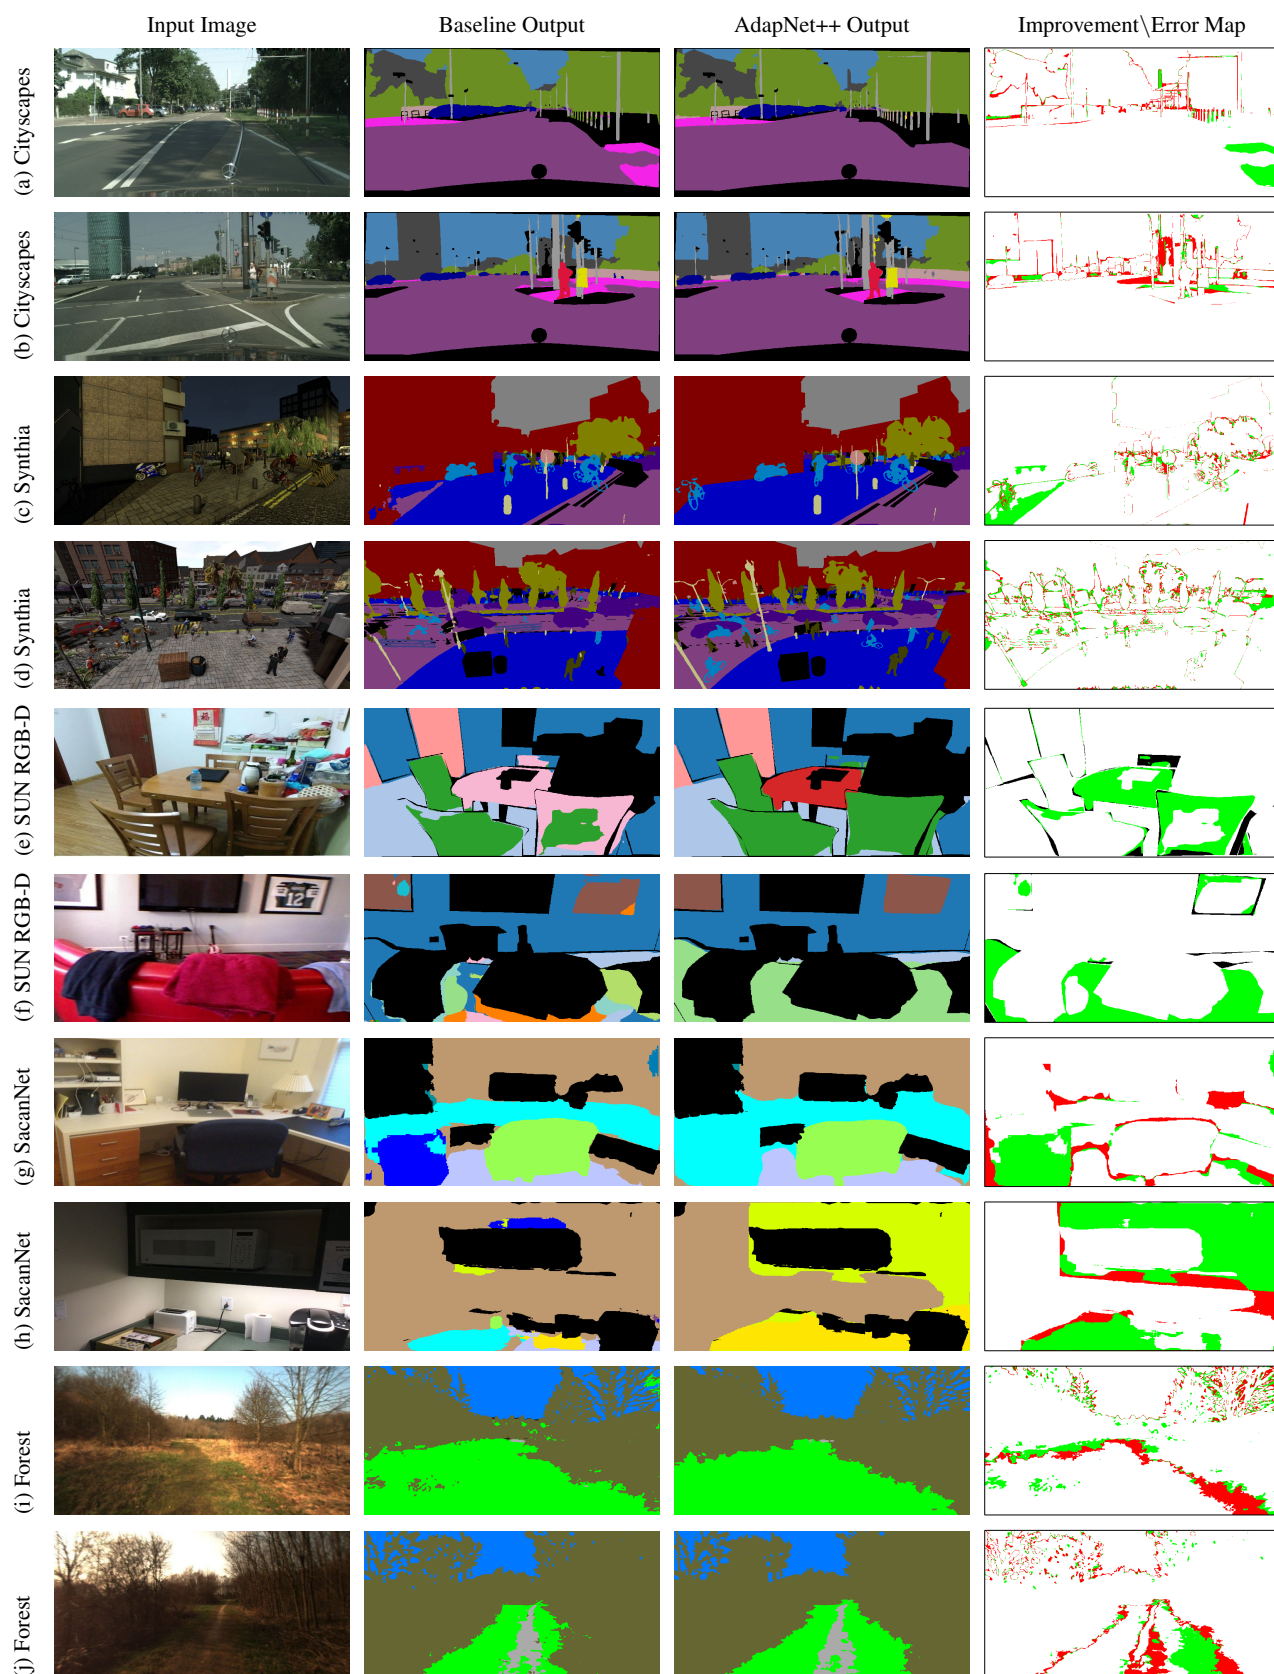 Input Image
Baseline Output
AdapNet++ Output
Improvement\Error Map
(a) Cityscapes
(b) Cityscapes
(c) Synthia
(d) Synthia
(e) SUN RGB-D
(f) SUN RGB-D
(g) SacanNet
(h) SacanNet
(i) Forest
(j) Forest